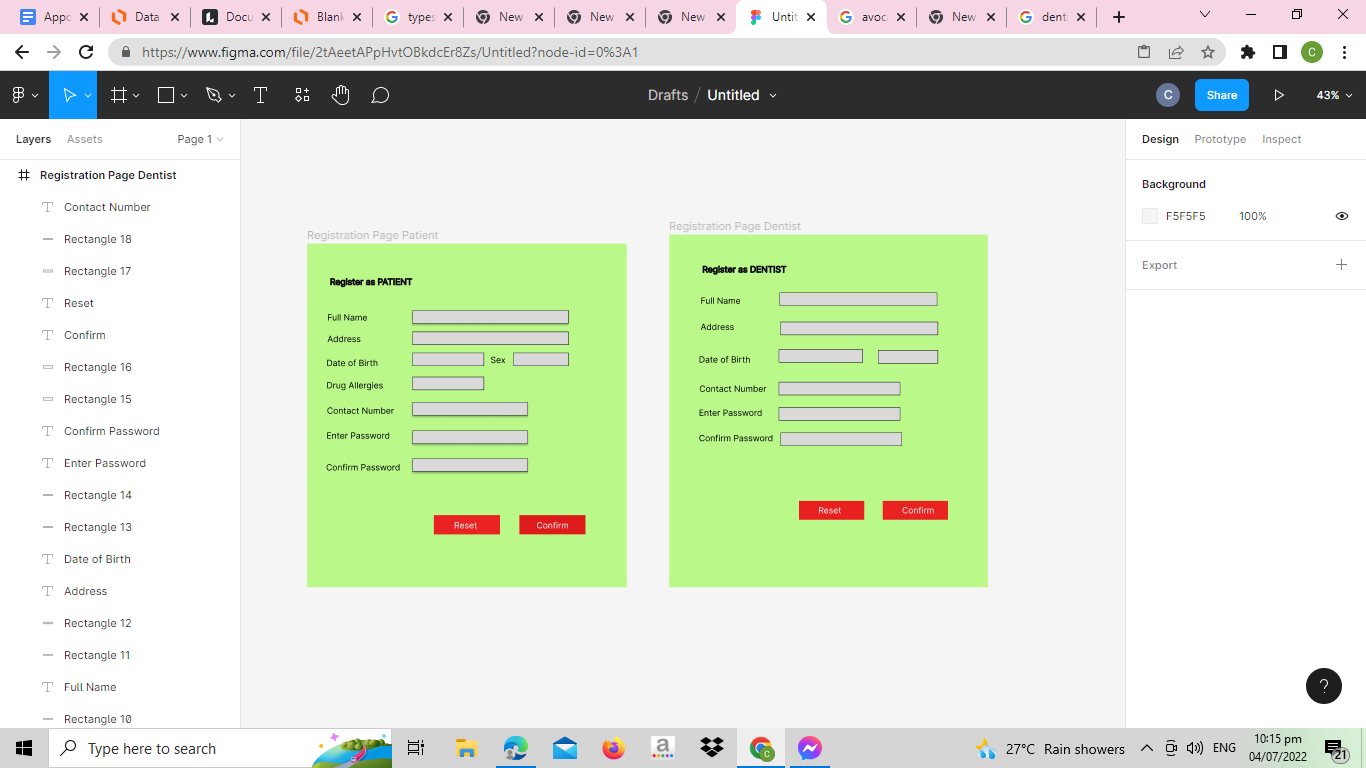 Appo
Data
Docu
Blank
types
New
New
New
Untit
avoca
New
denti
https://www.figma.com/file/2tAeetAPpHvtOBkdcEr8Zs/Untitled?node-id=0%3A1
C
Drafts / Untitled
C
Share
43%
Layers
Assets
Page 1
Registration Page Dentist
Contact Number
Rectangle 18
Rectangle 17
Reset
Confirm
Rectangle 16
Rectangle 15
Confirm Password
Enter Password
Rectangle 14
Rectangle 13
Date of Birth
Address
Rectangle 12
Rectangle 11
Full Name
Rectangle 10
Registration Page Patient
Register as PATIENT
Full Name
Address
Date of Birth
Sex
Drug Allergies
Contact Number
Enter Password
Confirm Password
Reset
Confirm
Registration Page Dentist
Register as DENTIST
Full Name
Address
Date of Birth
Contact Number
Enter Password
Confirm Password
Reset
Confirm
Design
Prototype
Inspect
Background
F5F5F5
100%
Export
?
Type here to search
a
C
27°C Rain showers
ENG
10:15 pm
04/07/2022
21